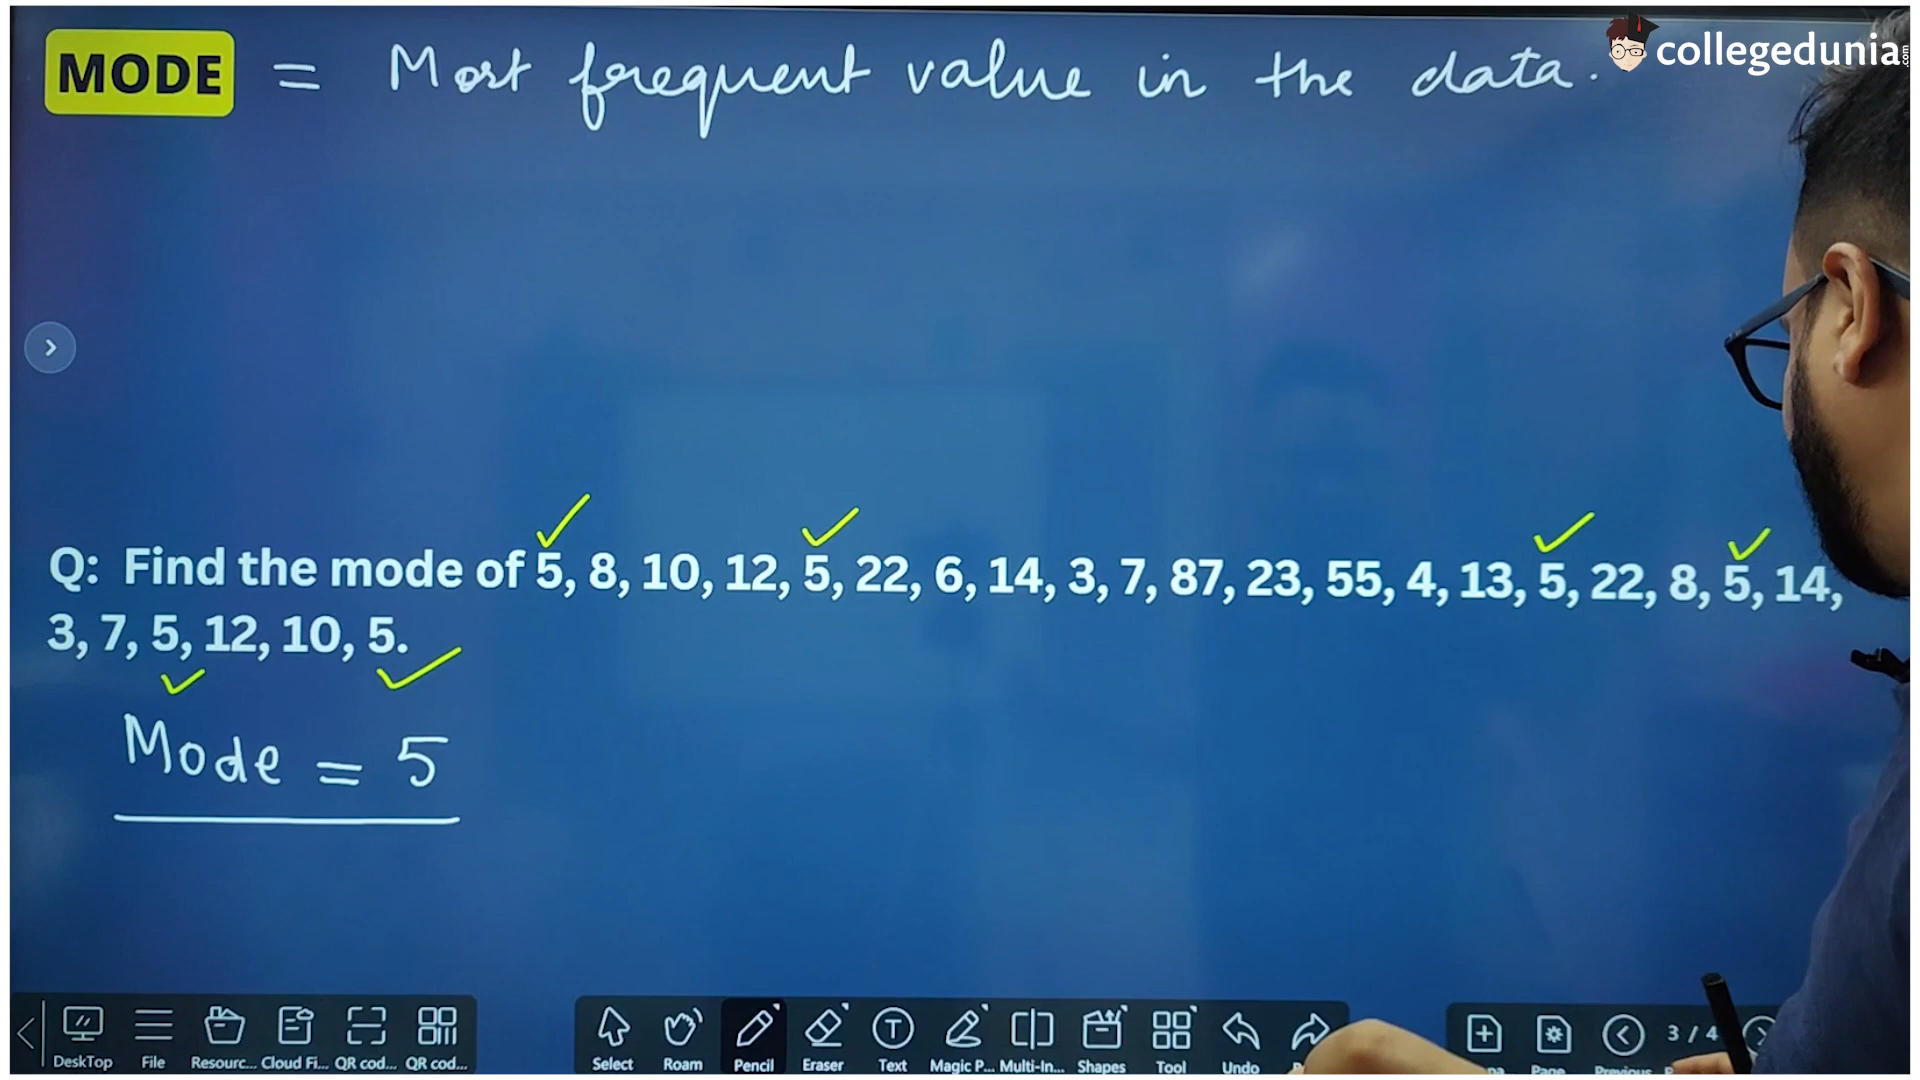 MODE = Most frequent value in the data.
collegedunia.com
Q: Find the mode of 5, 8, 10, 12, 5, 22, 6, 14, 3, 7, 87, 23, 55, 4, 13, 5, 22, 8, 5, 14,
3, 7, 5, 12, 10, 5.
Mode = 5
DeskTop File Resourc... Cloud Fi... QR cod... QR cod... Select Roam Pencil Eraser Text Magic P... Multi-In... Shapes Tool Undo Page Previous 3 / 4